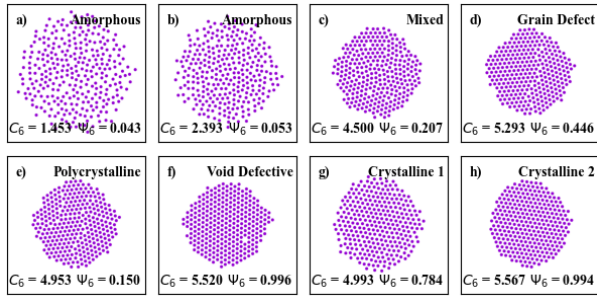 a) Amorphous
C₆ = 1.453 Ψ₆ = 0.043
b) Amorphous
C₆ = 2.393 Ψ₆ = 0.053
c) Mixed
C₆ = 4.500 Ψ₆ = 0.207
d) Grain Defect
C₆ = 5.293 Ψ₆ = 0.446
e) Polycrystalline
C₆ = 4.953 Ψ₆ = 0.150
f) Void Defective
C₆ = 5.520 Ψ₆ = 0.996
g) Crystalline 1
C₆ = 4.993 Ψ₆ = 0.784
h) Crystalline 2
C₆ = 5.567 Ψ₆ = 0.994